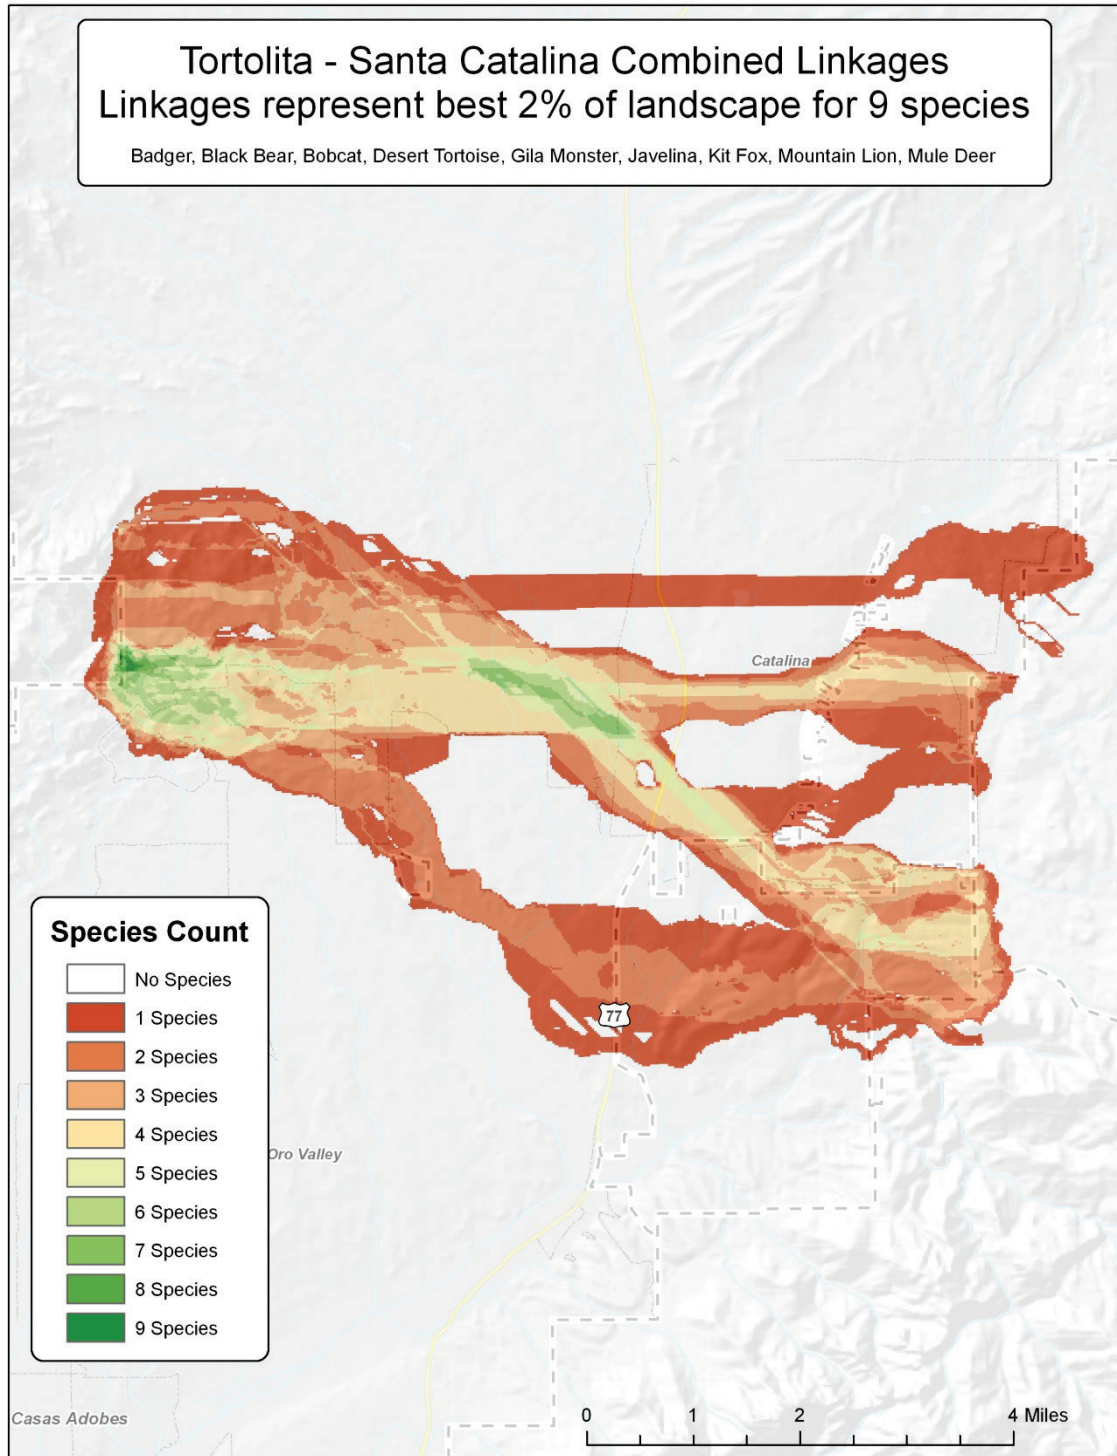 Tortolita - Santa Catalina Combined Linkages
Linkages represent best 2% of landscape for 9 species
Badger, Black Bear, Bobcat, Desert Tortoise, Gila Monster, Javelina, Kit Fox, Mountain Lion, Mule Deer
Catalina
Species Count
No Species
1 Species
2 Species
3 Species
4 Species
5 Species
6 Species
7 Species
8 Species
9 Species
77
Oro Valley
Casas Adobes
0 1 2 4 Miles